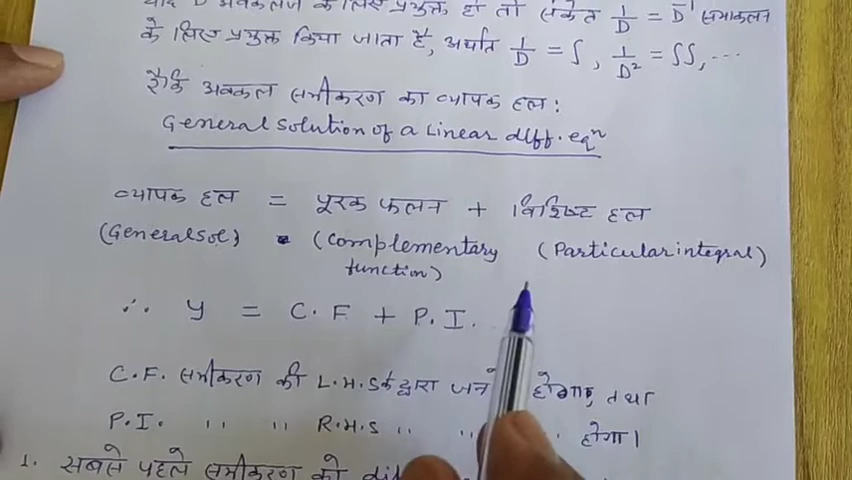 यदि D अवकलज के लिए प्रयुक्त हो तो संकेत 1/D = D⁻¹ समाकलन
के लिए प्रयुक्त किया जाता है, अर्थात 1/D = ∫, 1/D² = ∫∫, ...
रैखि अवकल समीकरण का व्यापक हल:
General Solution of a Linear diff. eqⁿ
व्यापक हल = पूरक फलन + विशिष्ट हल
(General sol) (Complementary (Particular integral)
function)
∴ y = C.F + P.I.
C.F. समीकरण की L.H.S के द्वारा होगा, तथा
P.I. " " R.H.S " " " होगा।
1. सबसे पहले समीकरण को